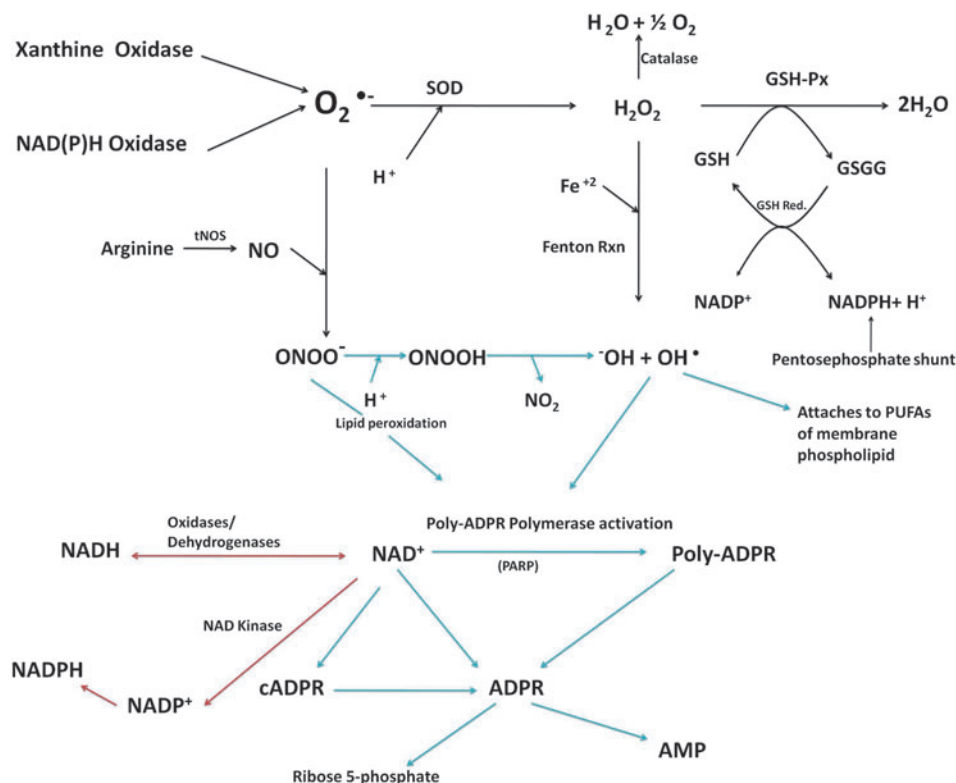 H2O + ½ O2
Xanthine Oxidase
Catalase
GSH-Px
SOD
O2 •-
H2O2
2H2O
NAD(P)H Oxidase
H+
GSH
GSGG
Fe+2
GSH Red.
Arginine
tNOS
NO
Fenton Rxn
NADP+
NADPH+ H+
ONOO-
ONOOH
-OH + OH•
Pentosephosphate shunt
H+
NO2
Lipid peroxidation
Attaches to PUFAs
of membrane
phospholipid
Oxidases/
Dehydrogenases
Poly-ADPR Polymerase activation
NADH
NAD+
(PARP)
Poly-ADPR
NAD Kinase
NADPH
NADP+
cADPR
ADPR
AMP
Ribose 5-phosphate